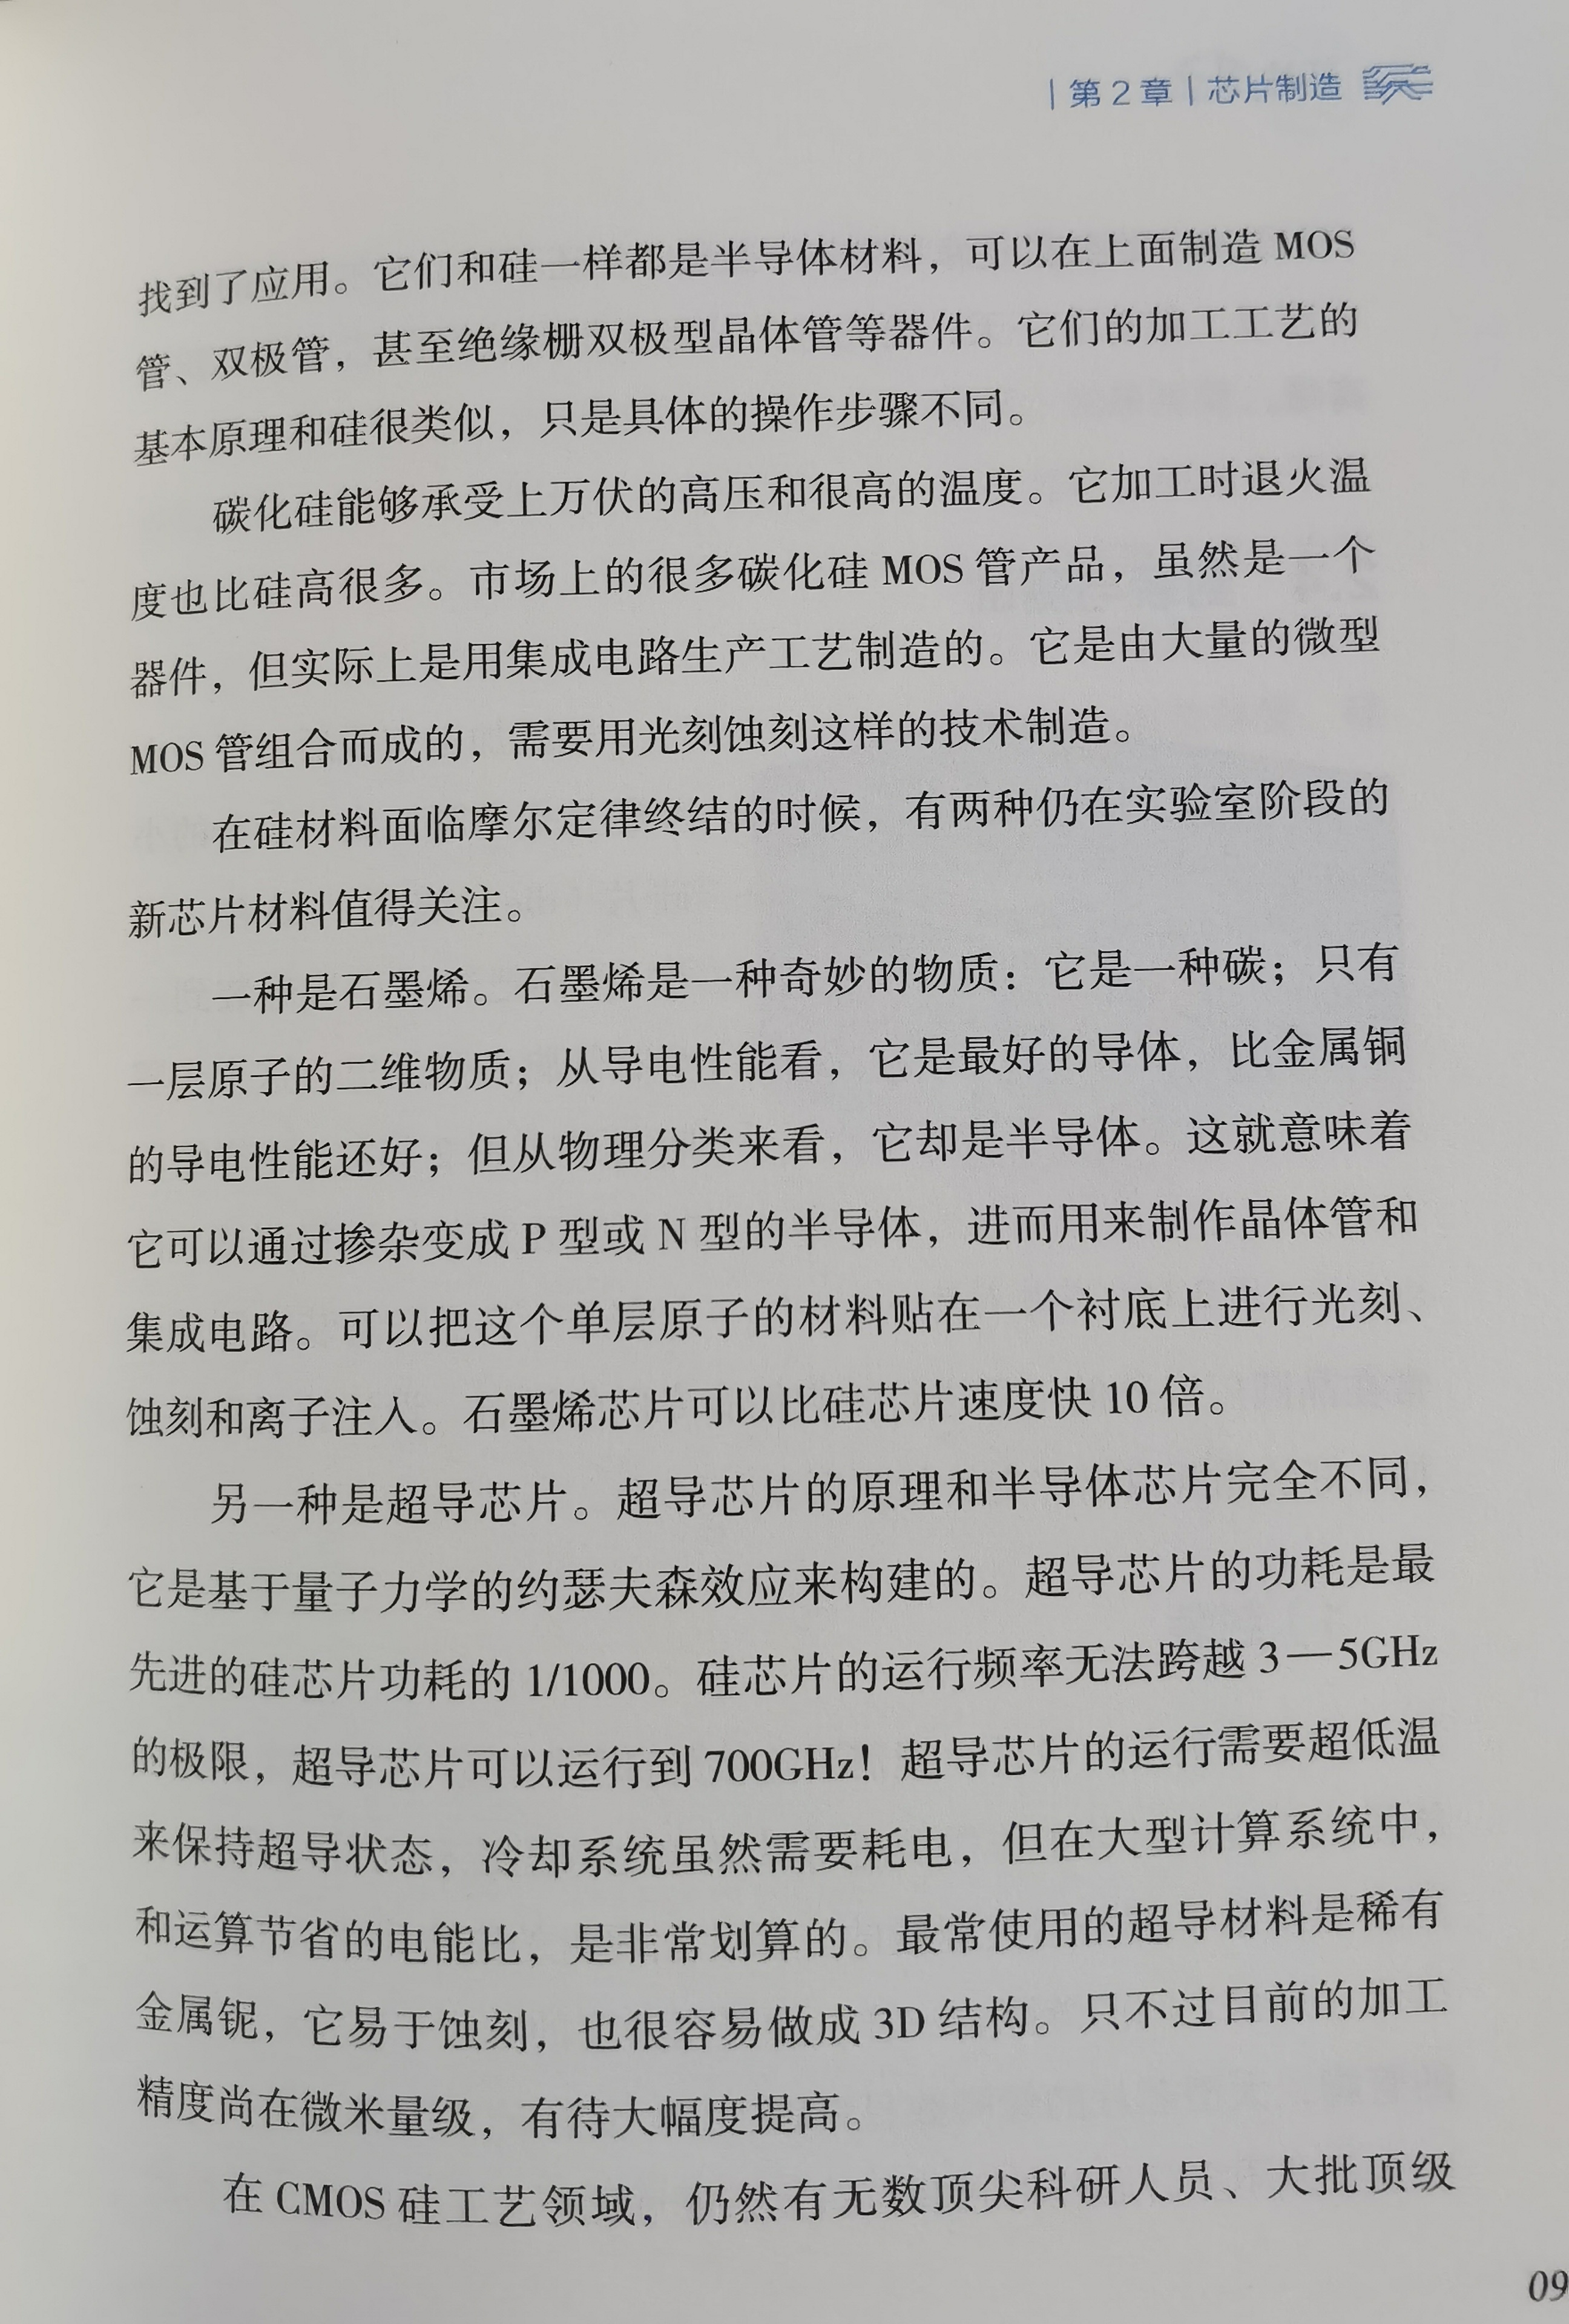 |第2章|芯片制造
找到了应用。它们和硅一样都是半导体材料，可以在上面制造 MOS
管、双极管，甚至绝缘栅双极型晶体管等器件。它们的加工工艺的
基本原理和硅很类似，只是具体的操作步骤不同。
碳化硅能够承受上万伏的高压和很高的温度。它加工时退火温
度也比硅高很多。市场上的很多碳化硅 MOS 管产品，虽然是一个
器件，但实际上是用集成电路生产工艺制造的。它是由大量的微型
MOS 管组合而成的，需要用光刻蚀刻这样的技术制造。
在硅材料面临摩尔定律终结的时候，有两种仍在实验室阶段的
新芯片材料值得关注。
一种是石墨烯。石墨烯是一种奇妙的物质：它是一种碳；只有
一层原子的二维物质；从导电性能看，它是最好的导体，比金属铜
的导电性能还好；但从物理分类来看，它却是半导体。这就意味着
它可以通过掺杂变成 P 型或 N 型的半导体，进而用来制作晶体管和
集成电路。可以把这个单层原子的材料贴在一个衬底上进行光刻、
蚀刻和离子注入。石墨烯芯片可以比硅芯片速度快 10 倍。
另一种是超导芯片。超导芯片的原理和半导体芯片完全不同，
它是基于量子力学的约瑟夫森效应来构建的。超导芯片的功耗是最
先进的硅芯片功耗的 1/1000。硅芯片的运行频率无法跨越 3—5GHz
的极限，超导芯片可以运行到 700GHz！超导芯片的运行需要超低温
来保持超导状态，冷却系统虽然需要耗电，但在大型计算系统中，
和运算节省的电能比，是非常划算的。最常使用的超导材料是稀有
金属铌，它易于蚀刻，也很容易做成 3D 结构。只不过目前的加工
精度尚在微米量级，有待大幅度提高。
在 CMOS 硅工艺领域，仍然有无数顶尖科研人员、大批顶级
09